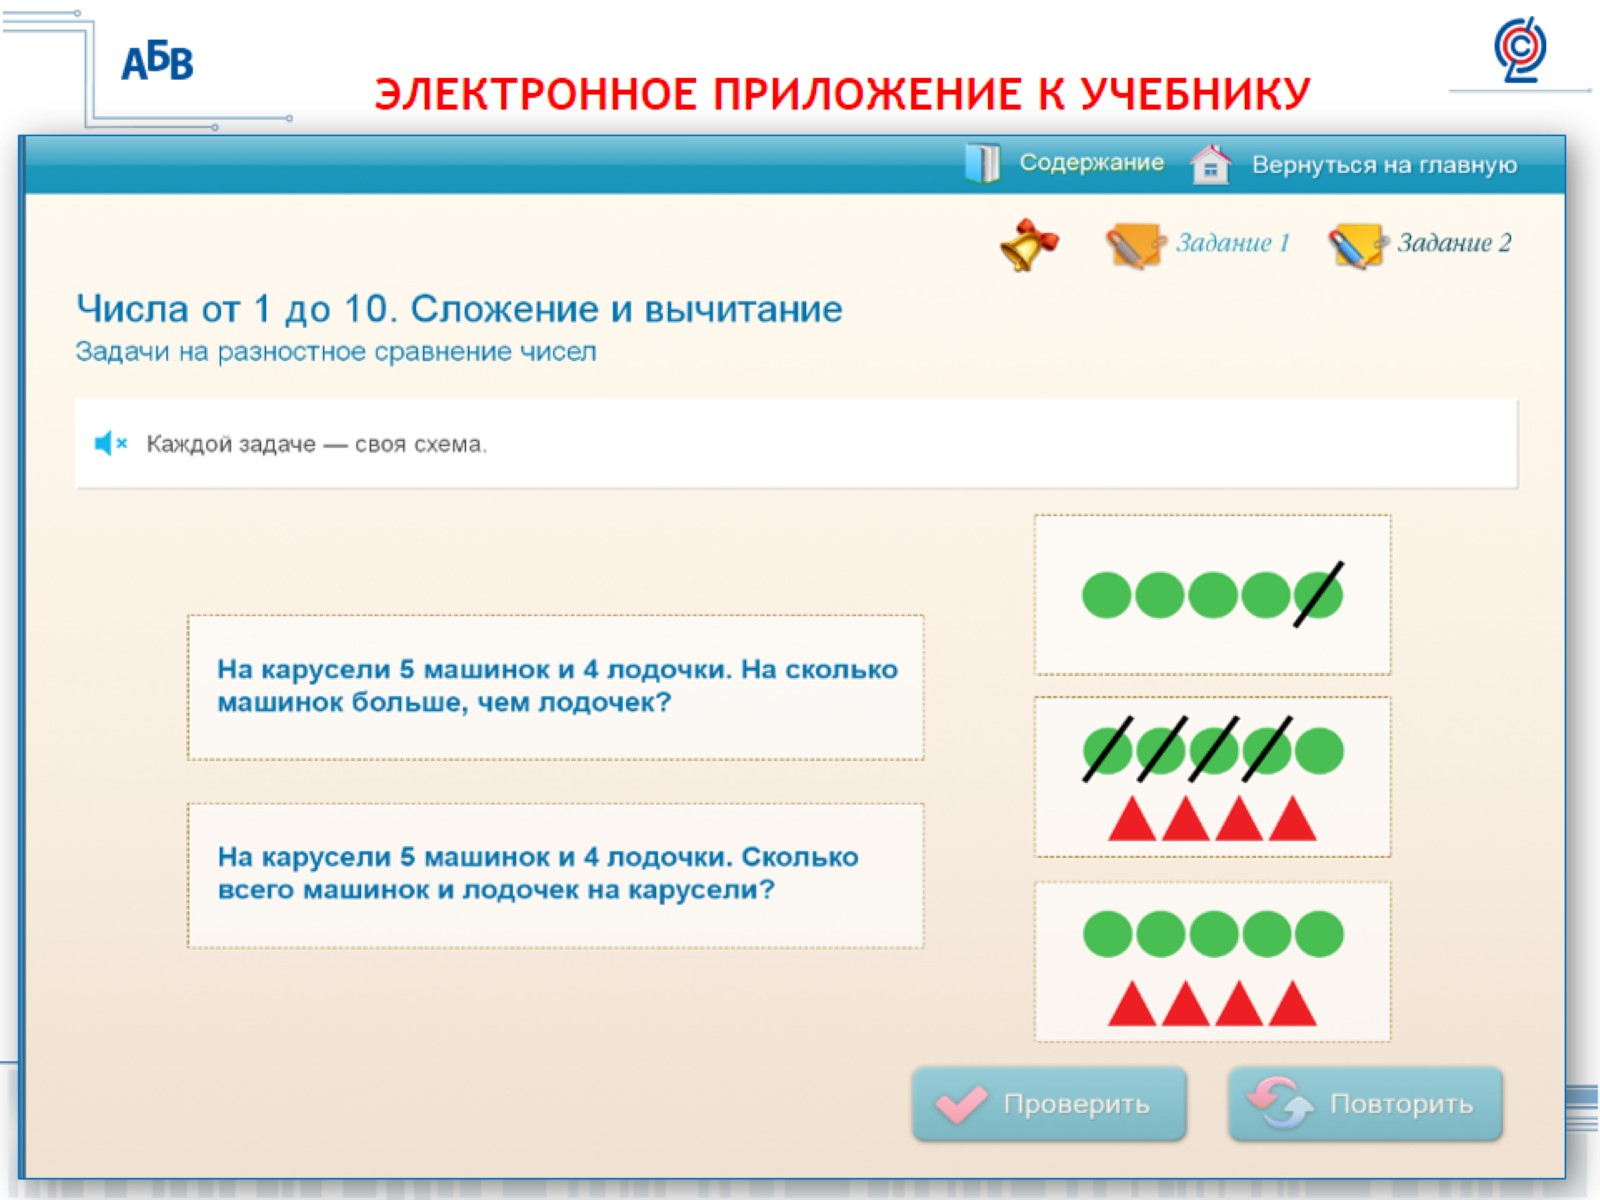 АБВ
ЭЛЕКТРОННОЕ ПРИЛОЖЕНИЕ К УЧЕБНИКУ
Содержание
Вернуться на главную
Задание 1
Задание 2
Числа от 1 до 10. Сложение и вычитание
Задачи на разностное сравнение чисел
Каждой задаче — своя схема.
На карусели 5 машинок и 4 лодочки. На сколько
машинок больше, чем лодочек?
На карусели 5 машинок и 4 лодочки. Сколько
всего машинок и лодочек на карусели?
Проверить
Повторить